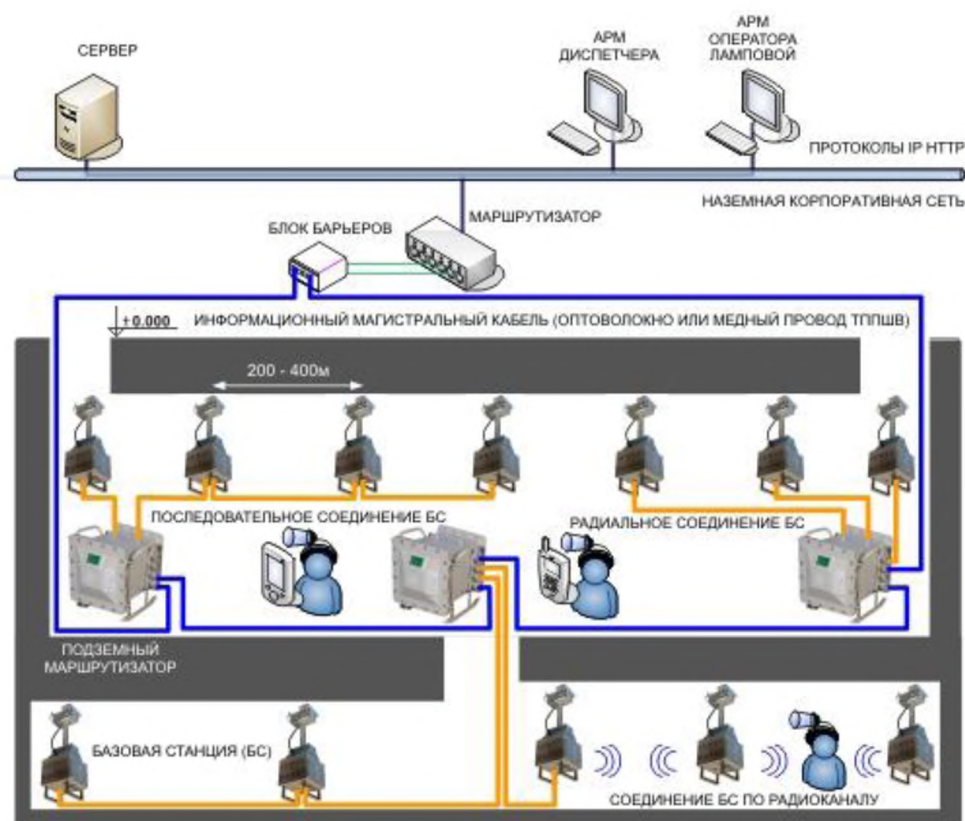 СЕРВЕР
АРМ
ДИСПЕТЧЕРА
АРМ
ОПЕРАТОРА
ЛАМПОВОЙ
ПРОТОКОЛЫ IP HTTP
НАЗЕМНАЯ КОРПОРАТИВНАЯ СЕТЬ
МАРШРУТИЗАТОР
БЛОК БАРЬЕРОВ
+0.000
ИНФОРМАЦИОННЫЙ МАГИСТРАЛЬНЫЙ КАБЕЛЬ (ОПТОВОЛОКНО ИЛИ МЕДНЫЙ ПРОВОД ТППШВ)
200 - 400м
ПОСЛЕДОВАТЕЛЬНОЕ СОЕДИНЕНИЕ БС
РАДИАЛЬНОЕ СОЕДИНЕНИЕ БС
ПОДЗЕМНЫЙ
МАРШРУТИЗАТОР
БАЗОВАЯ СТАНЦИЯ (БС)
СОЕДИНЕНИЕ БС ПО РАДИОКАНАЛУ